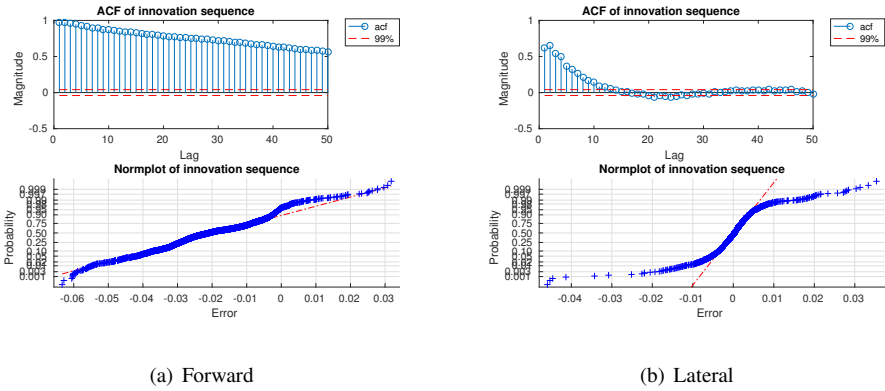 ACF of innovation sequence
1
0.5
0
-0.5
Magnitude
0 10 20 30 40 50
Lag
acf
99%
Normplot of innovation sequence
0.999
0.997
0.99
0.98
0.95
0.90
0.75
0.50
0.25
0.10
0.05
0.02
0.01
0.003
0.001
Probability
-0.06 -0.05 -0.04 -0.03 -0.02 -0.01 0 0.01 0.02 0.03
Error
(a) Forward
ACF of innovation sequence
1
0.5
0
-0.5
Magnitude
0 10 20 30 40 50
Lag
acf
99%
Normplot of innovation sequence
0.999
0.997
0.99
0.98
0.95
0.90
0.75
0.50
0.25
0.10
0.05
0.02
0.01
0.003
0.001
Probability
-0.04 -0.03 -0.02 -0.01 0 0.01 0.02 0.03
Error
(b) Lateral